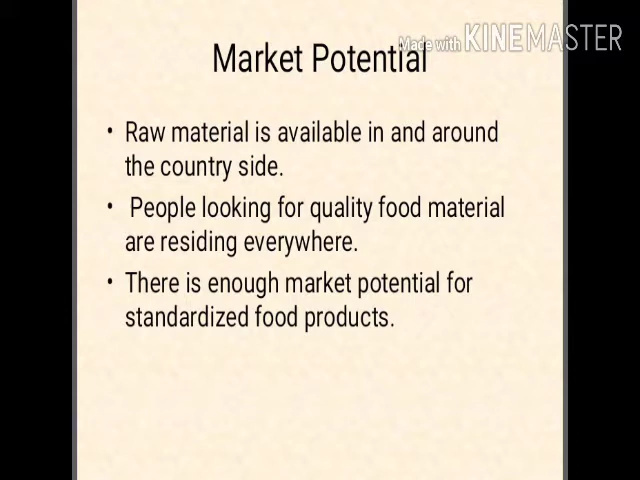 Made with KINEMASTER
Market Potential
• Raw material is available in and around
the country side.
• People looking for quality food material
are residing everywhere.
• There is enough market potential for
standardized food products.